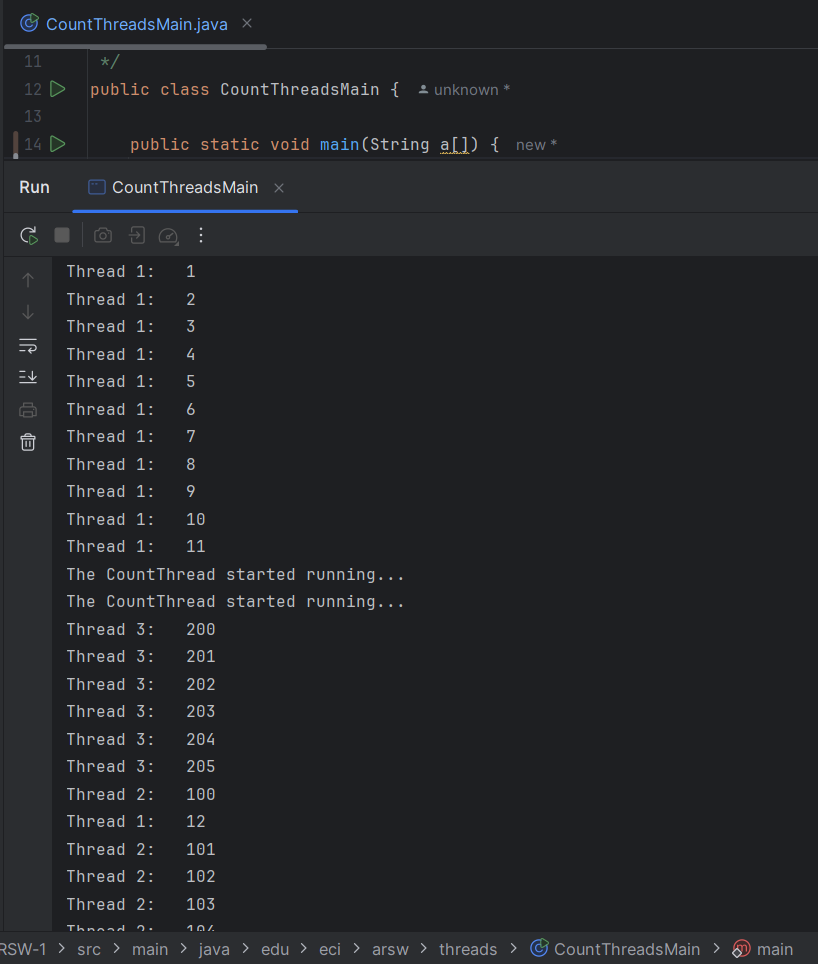 CountThreadsMain.java
11 */
12 public class CountThreadsMain { unknown *
13
14 public static void main(String a[]) { new *
Run CountThreadsMain
Thread 1: 1
Thread 1: 2
Thread 1: 3
Thread 1: 4
Thread 1: 5
Thread 1: 6
Thread 1: 7
Thread 1: 8
Thread 1: 9
Thread 1: 10
Thread 1: 11
The CountThread started running...
The CountThread started running...
Thread 3: 200
Thread 3: 201
Thread 3: 202
Thread 3: 203
Thread 3: 204
Thread 3: 205
Thread 2: 100
Thread 1: 12
Thread 2: 101
Thread 2: 102
Thread 2: 103
Thread 2: 104
RSW-1 > src > main > java > edu > eci > arsw > threads > CountThreadsMain > main